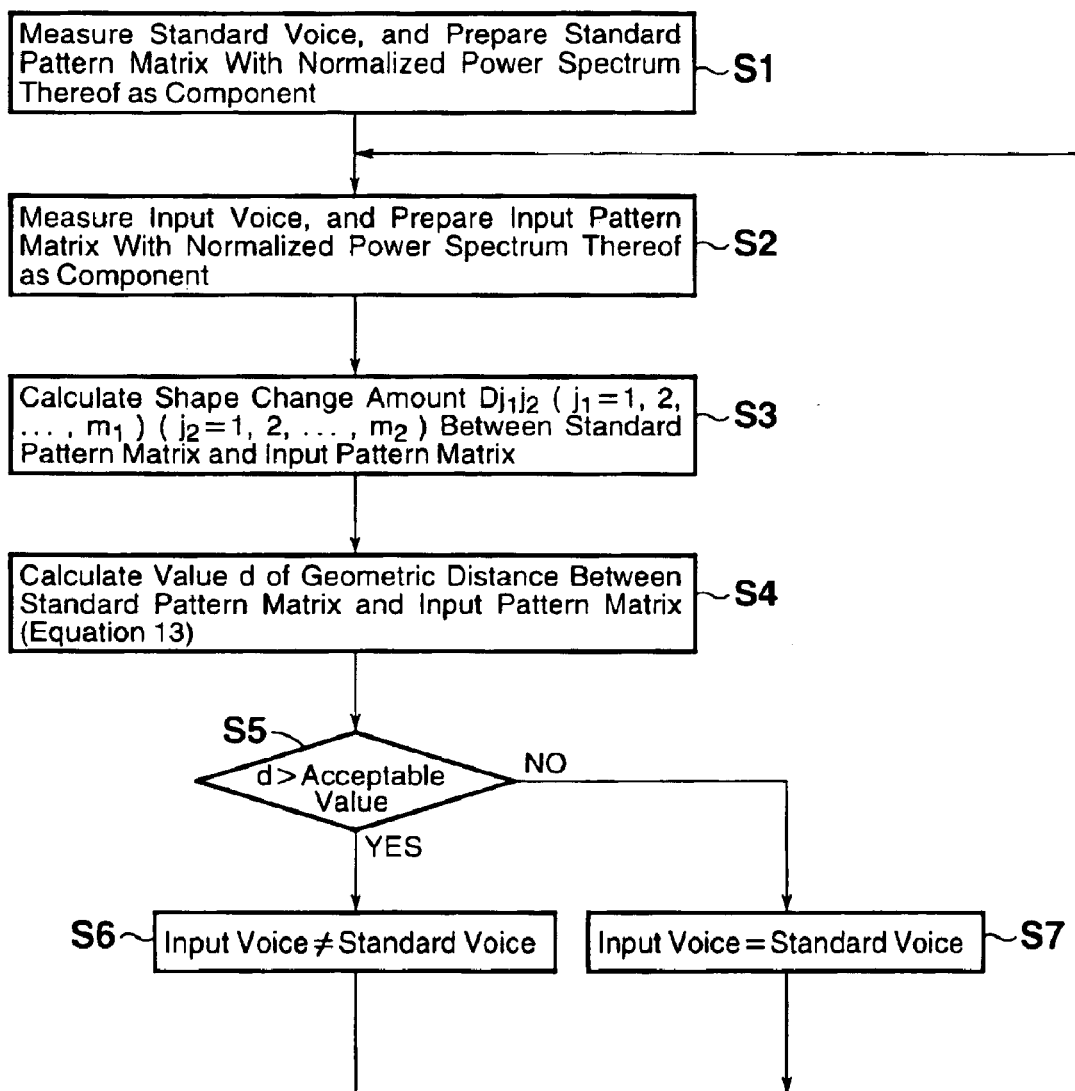 Measure Standard Voice, and Prepare Standard
Pattern Matrix With Normalized Power Spectrum
Thereof as Component
S1
Measure Input Voice, and Prepare Input Pattern
Matrix With Normalized Power Spectrum Thereof
as Component
S2
Calculate Shape Change Amount Dj₁j₂ ( j₁=1, 2,
..., m₁ ) ( j₂=1, 2, ..., m₂ ) Between Standard
Pattern Matrix and Input Pattern Matrix
S3
Calculate Value d of Geometric Distance Between
Standard Pattern Matrix and Input Pattern Matrix
(Equation 13)
S4
S5
d > Acceptable
Value
NO
YES
S6
Input Voice ≠ Standard Voice
Input Voice = Standard Voice
S7